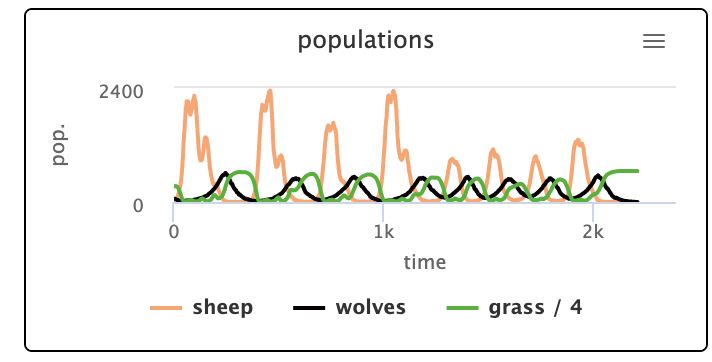 populations
2400
pop.
0
0 1k 2k
time
sheep wolves grass / 4